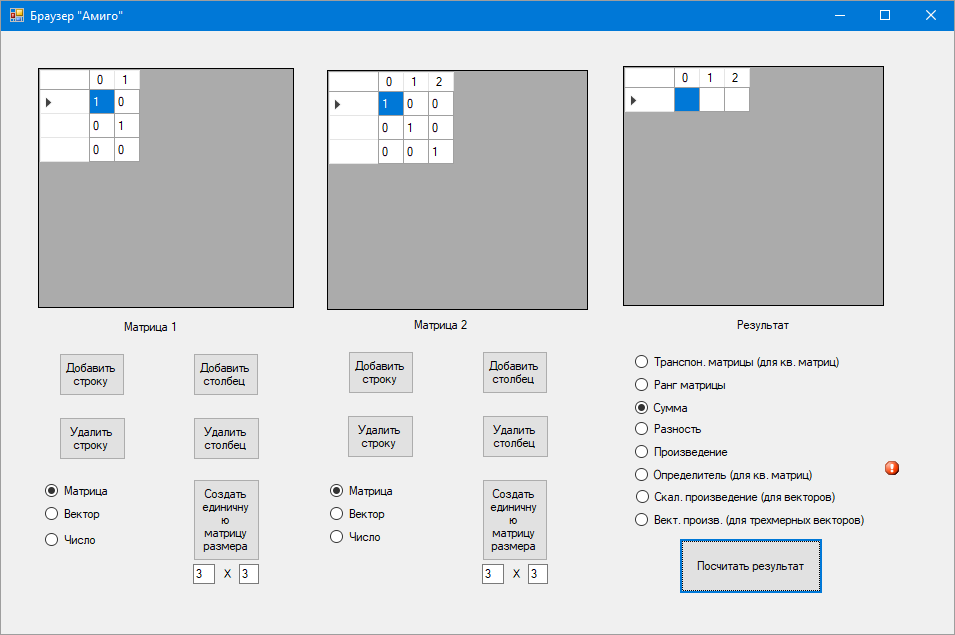 Браузер "Амиго"
0 1
1 0
0 1
0 0
0 1 2
1 0 0
0 1 0
0 0 1
0 1 2
Матрица 1
Матрица 2
Результат
Добавить
строку
Добавить
столбец
Удалить
строку
Удалить
столбец
Матрица
Вектор
Число
Создать
единичну
ю
матрицу
размера
3 X 3
Добавить
строку
Добавить
столбец
Удалить
строку
Удалить
столбец
Матрица
Вектор
Число
Создать
единичну
ю
матрицу
размера
3 X 3
Транспон. матрицы (для кв. матриц)
Ранг матрицы
Сумма
Разность
Произведение
Определитель (для кв. матриц)
Скал. произведение (для векторов)
Вект. произв. (для трехмерных векторов)
Посчитать результат